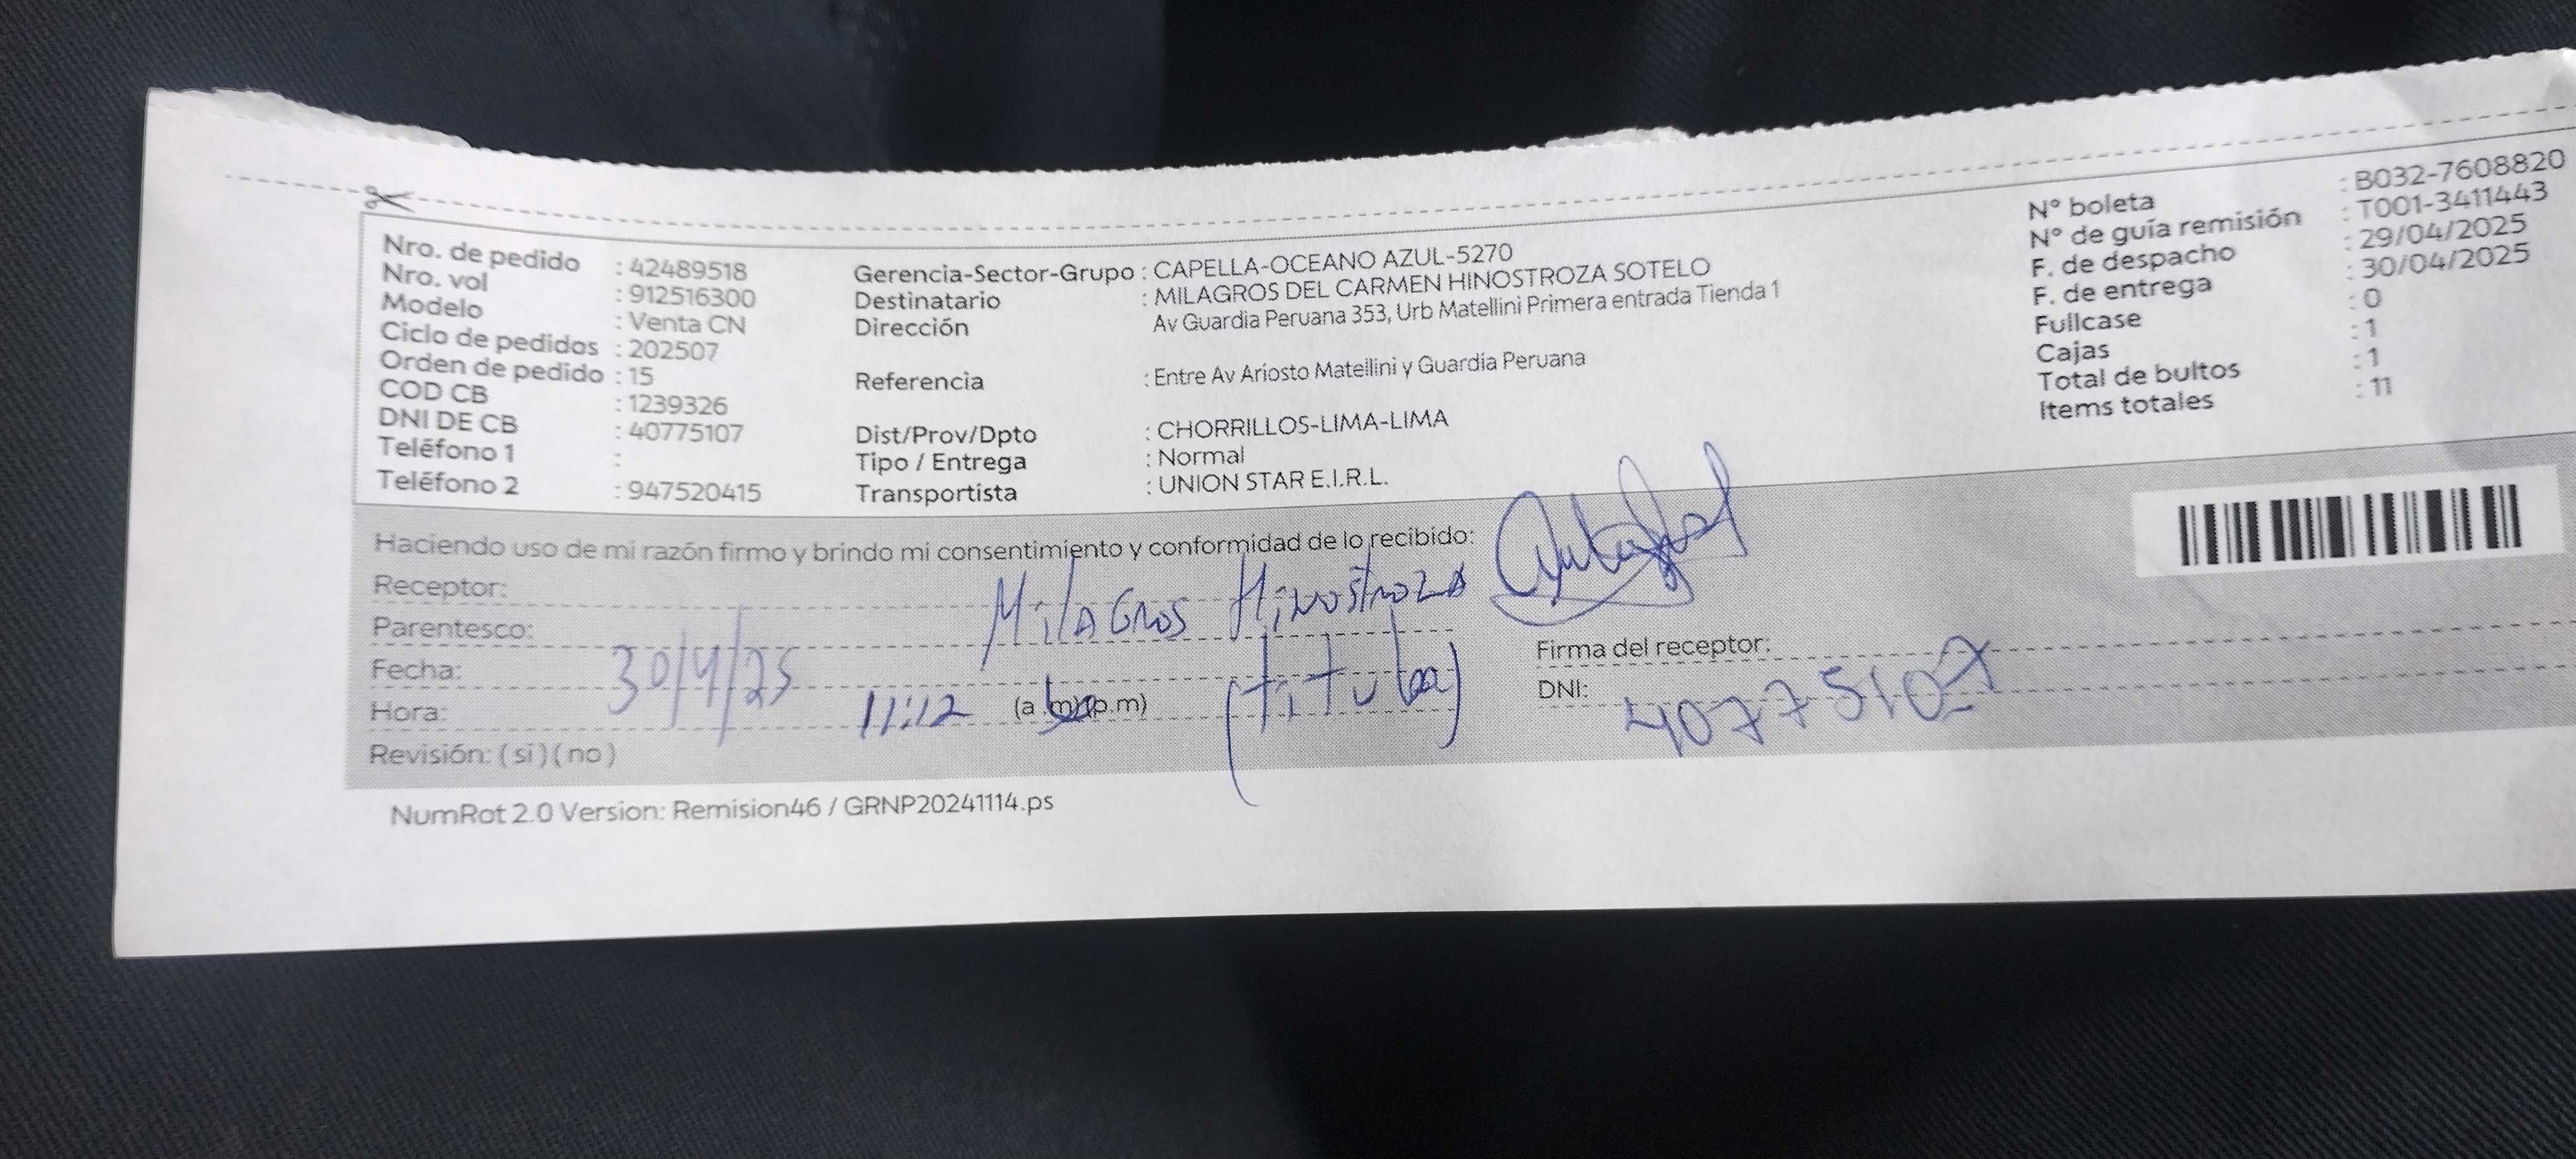 Nro. de pedido : 42489518
Nro. vol : 912516300
Modelo : Venta CN
Ciclo de pedidos : 202507
Orden de pedido : 15
COD CB : 1239326
DNI DE CB : 40775107
Teléfono 1 :
Teléfono 2 : 947520415
Gerencia-Sector-Grupo : CAPELLA-OCEANO AZUL-5270
Destinatario : MILAGROS DEL CARMEN HINOSTROZA SOTELO
Dirección Av Guardia Peruana 353, Urb Matellini Primera entrada Tienda 1
Referencia : Entre Av Ariosto Matellini y Guardia Peruana
Dist/Prov/Dpto : CHORRILLOS-LIMA-LIMA
Tipo / Entrega : Normal
Transportista : UNION STAR E.I.R.L.
N° boleta : B032-7608820
N° de guía remisión : T001-3411443
F. de despacho : 29/04/2025
F. de entrega : 30/04/2025
Fullcase : 0
Cajas : 1
Total de bultos : 1
Items totales : 11
Haciendo uso de mi razón firmo y brindo mi consentimiento y conformidad de lo recibido:
Receptor: Milagros Hinostroza
Parentesco: (titular)
Fecha: 30/4/25
Hora: 11:12 (a m)(p.m)
Revisión: (si) (no)
Firma del receptor:
DNI: 40775107
NumRot 2.0 Version: Remision46 / GRNP20241114.ps